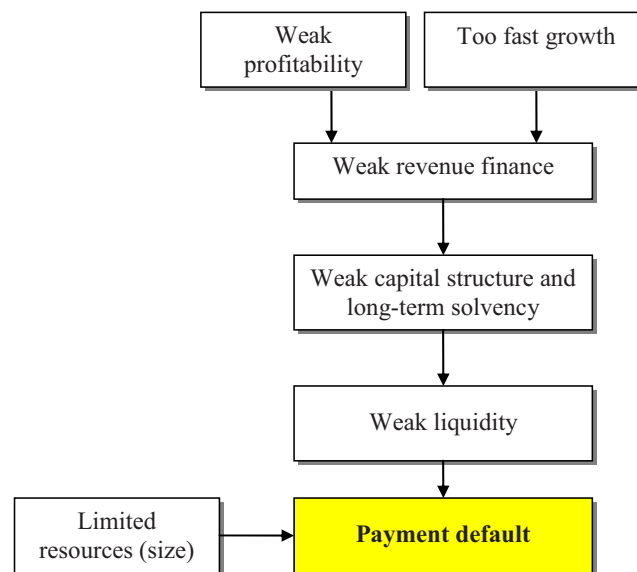 Weak
profitability
Too fast growth
Weak revenue finance
Weak capital structure and
long-term solvency
Weak liquidity
Limited
resources (size)
Payment default